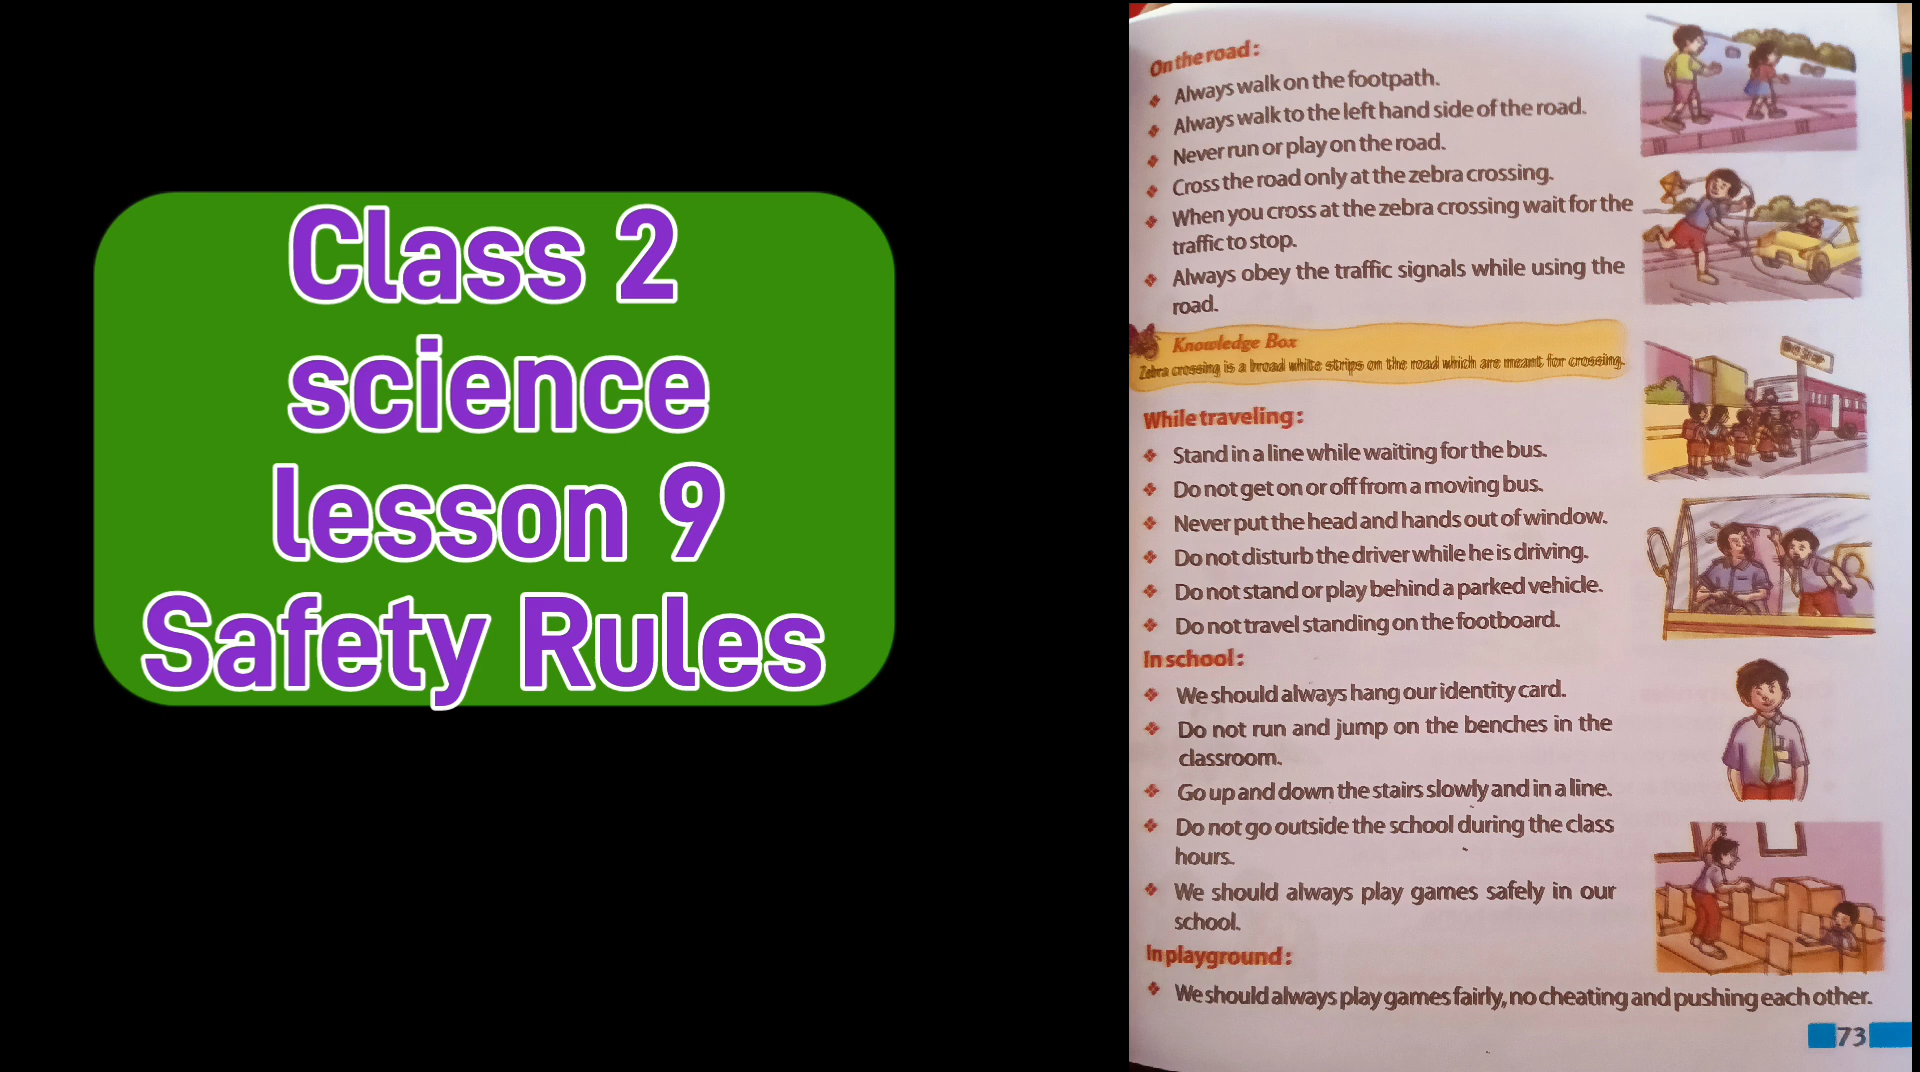 Class 2
science
lesson 9
Safety Rules
On the road :
Always walk on the footpath.
Always walk to the left hand side of the road.
Never run or play on the road.
Cross the road only at the zebra crossing.
When you cross at the zebra crossing wait for the
traffic to stop.
Always obey the traffic signals while using the
road.
Knowledge Box
Zebra crossing is a broad white strips on the road which are meant for crossing.
While traveling :
Stand in a line while waiting for the bus.
Do not get on or off from a moving bus.
Never put the head and hands out of window.
Do not disturb the driver while he is driving.
Do not stand or play behind a parked vehicle.
Do not travel standing on the footboard.
In school :
We should always hang our identity card.
Do not run and jump on the benches in the
classroom.
Go up and down the stairs slowly and in a line.
Do not go outside the school during the class
hours.
We should always play games safely in our
school.
In playground :
We should always play games fairly, no cheating and pushing each other.
73